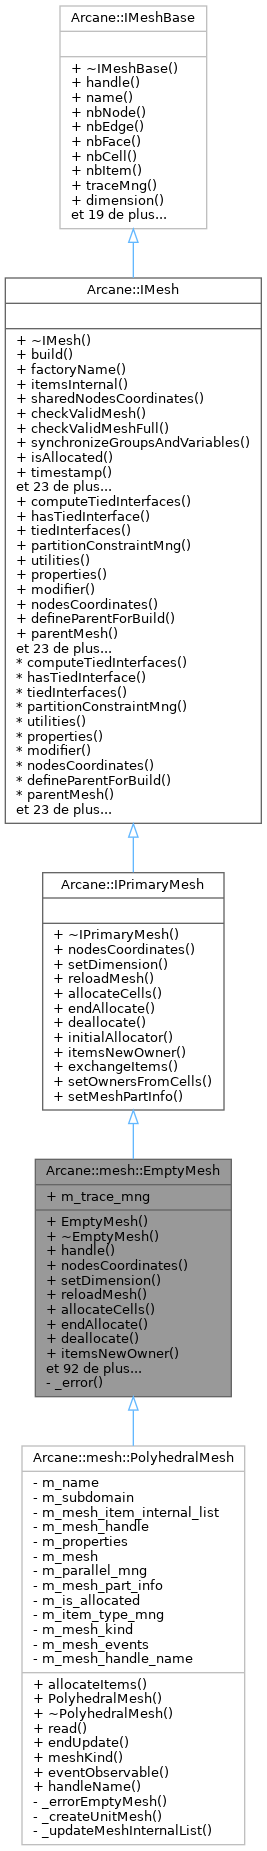 Arcane::IMeshBase
+ ~IMeshBase()
+ handle()
+ name()
+ nbNode()
+ nbEdge()
+ nbFace()
+ nbCell()
+ nbItem()
+ traceMng()
+ dimension()
et 19 de plus...
Arcane::IMesh
+ ~IMesh()
+ build()
+ factoryName()
+ itemsInternal()
+ sharedNodesCoordinates()
+ checkValidMesh()
+ checkValidMeshFull()
+ synchronizeGroupsAndVariables()
+ isAllocated()
+ timestamp()
et 23 de plus...
+ computeTiedInterfaces()
+ hasTiedInterface()
+ tiedInterfaces()
+ partitionConstraintMng()
+ utilities()
+ properties()
+ modifier()
+ nodesCoordinates()
+ defineParentForBuild()
+ parentMesh()
et 23 de plus...
* computeTiedInterfaces()
* hasTiedInterface()
* tiedInterfaces()
* partitionConstraintMng()
* utilities()
* properties()
* modifier()
* nodesCoordinates()
* defineParentForBuild()
* parentMesh()
et 23 de plus...
Arcane::IPrimaryMesh
+ ~IPrimaryMesh()
+ nodesCoordinates()
+ setDimension()
+ reloadMesh()
+ allocateCells()
+ endAllocate()
+ deallocate()
+ initialAllocator()
+ itemsNewOwner()
+ exchangeItems()
+ setOwnersFromCells()
+ setMeshPartInfo()
Arcane::mesh::EmptyMesh
+ m_trace_mng
+ EmptyMesh()
+ ~EmptyMesh()
+ handle()
+ nodesCoordinates()
+ setDimension()
+ reloadMesh()
+ allocateCells()
+ endAllocate()
+ deallocate()
+ itemsNewOwner()
et 92 de plus...
- _error()
Arcane::mesh::PolyhedralMesh
- m_name
- m_subdomain
- m_mesh_item_internal_list
- m_mesh_handle
- m_properties
- m_mesh
- m_parallel_mng
- m_mesh_part_info
- m_is_allocated
- m_item_type_mng
- m_mesh_kind
- m_mesh_events
- m_mesh_handle_name
+ allocateItems()
+ PolyhedralMesh()
+ ~PolyhedralMesh()
+ read()
+ endUpdate()
+ meshKind()
+ eventObservable()
+ handleName()
- _errorEmptyMesh()
- _createUnitMesh()
- _updateMeshInternalList()